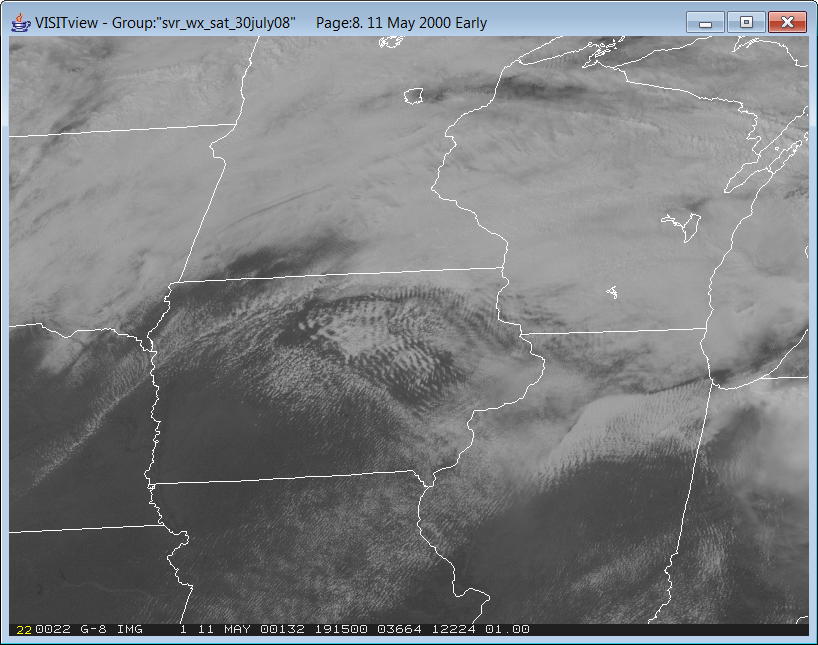 VISITview - Group:"svr_wx_sat_30july08" Page:8. 11 May 2000 Early
22 0022 G-8 IMG 1 11 MAY 00132 191500 03664 12224 01.00